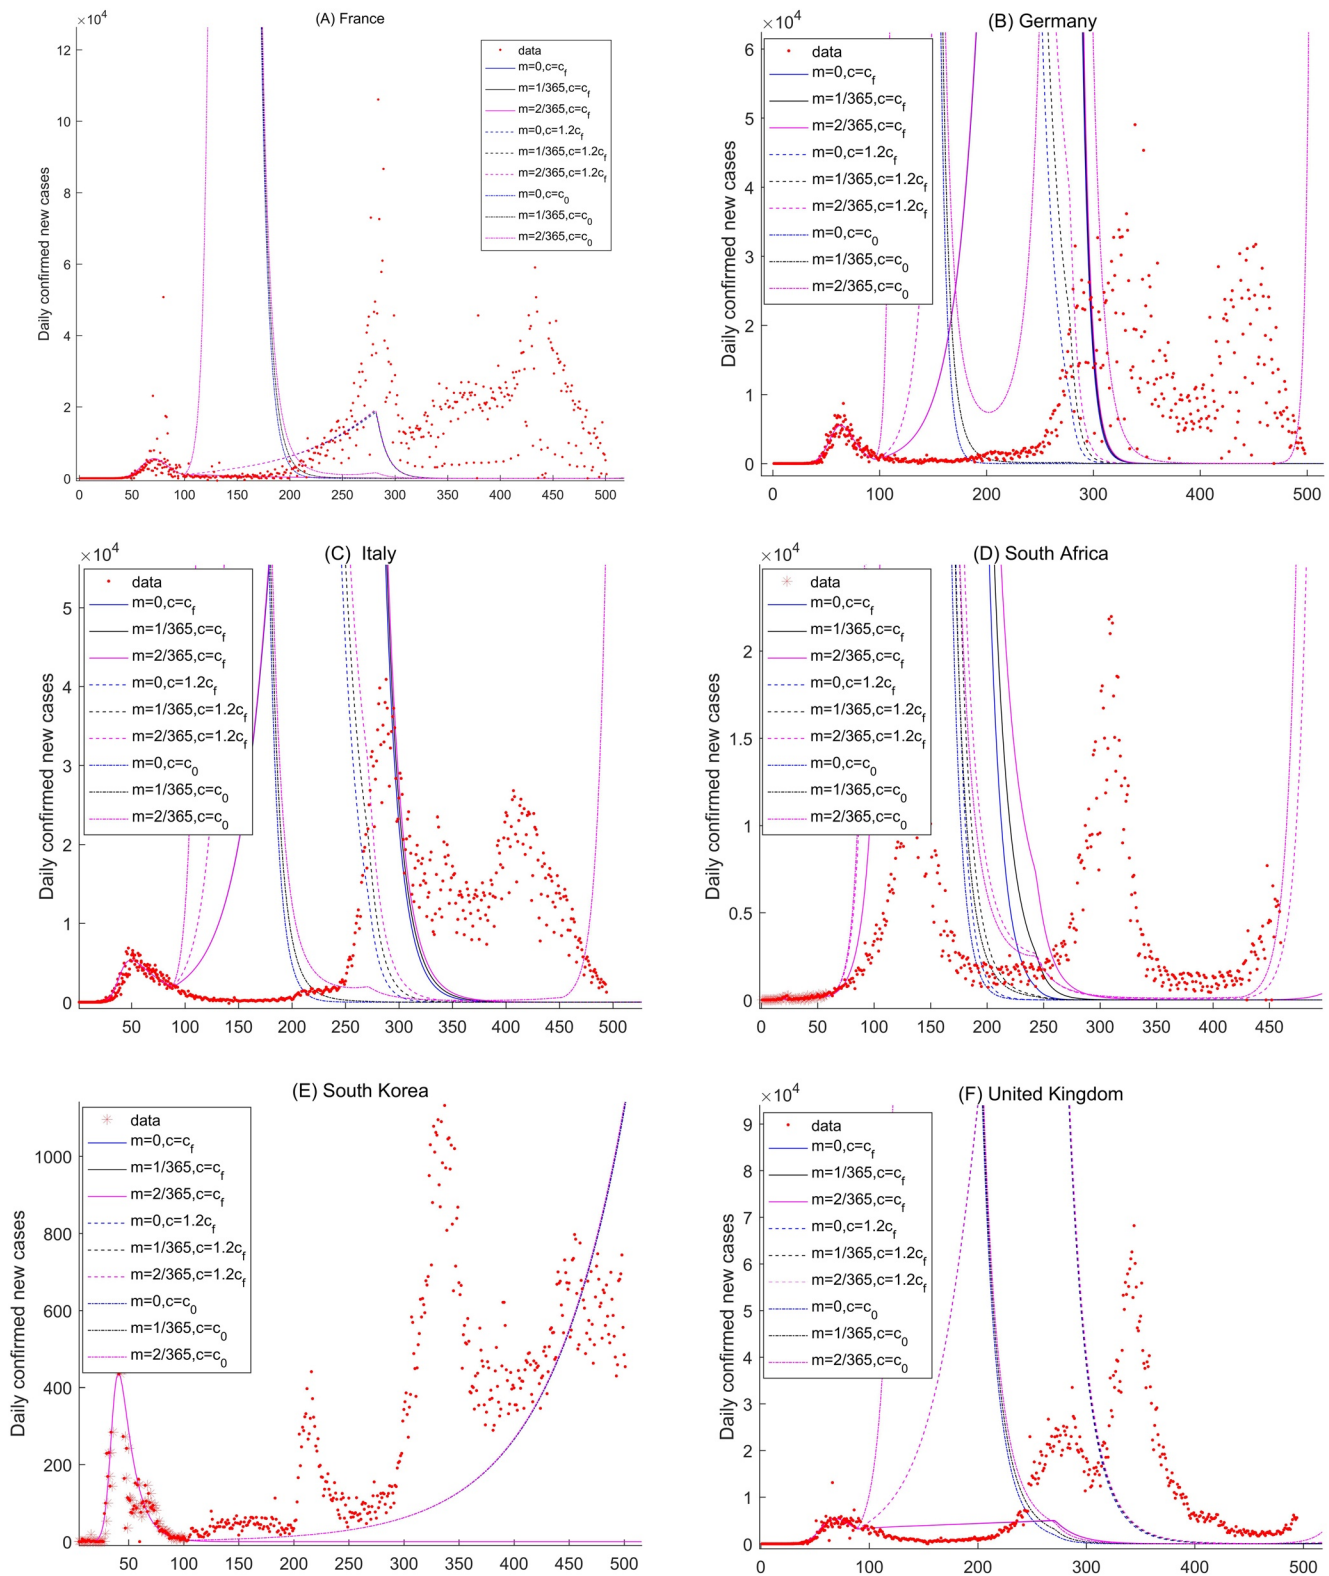 (A) France
×10^4
Daily confirmed new cases
12
10
8
6
4
2
0
0 50 100 150 200 250 300 350 400 450 500
data
m=0,c=c_f
m=1/365,c=c_f
m=2/365,c=c_f
m=0,c=1.2c_f
m=1/365,c=1.2c_f
m=2/365,c=1.2c_f
m=0,c=c_0
m=1/365,c=c_0
m=2/365,c=c_0
(B) Germany
×10^4
Daily confirmed new cases
6
5
4
3
2
1
0
0 100 200 300 400 500
data
m=0,c=c_f
m=1/365,c=c_f
m=2/365,c=c_f
m=0,c=1.2c_f
m=1/365,c=1.2c_f
m=2/365,c=1.2c_f
m=0,c=c_0
m=1/365,c=c_0
m=2/365,c=c_0
(C) Italy
×10^4
Daily confirmed new cases
5
4
3
2
1
0
50 100 150 200 250 300 350 400 450 500
data
m=0,c=c_f
m=1/365,c=c_f
m=2/365,c=c_f
m=0,c=1.2c_f
m=1/365,c=1.2c_f
m=2/365,c=1.2c_f
m=0,c=c_0
m=1/365,c=c_0
m=2/365,c=c_0
(D) South Africa
×10^4
Daily confirmed new cases
2
1.5
1
0.5
0
0 50 100 150 200 250 300 350 400 450
data
m=0,c=c_f
m=1/365,c=c_f
m=2/365,c=c_f
m=0,c=1.2c_f
m=1/365,c=1.2c_f
m=2/365,c=1.2c_f
m=0,c=c_0
m=1/365,c=c_0
m=2/365,c=c_0
(E) South Korea
Daily confirmed new cases
1000
800
600
400
200
0
50 100 150 200 250 300 350 400 450 500
data
m=0,c=c_f
m=1/365,c=c_f
m=2/365,c=c_f
m=0,c=1.2c_f
m=1/365,c=1.2c_f
m=2/365,c=1.2c_f
m=0,c=c_0
m=1/365,c=c_0
m=2/365,c=c_0
(F) United Kingdom
×10^4
Daily confirmed new cases
9
8
7
6
5
4
3
2
1
0
0 100 200 300 400 500
data
m=0,c=c_f
m=1/365,c=c_f
m=2/365,c=c_f
m=0,c=1.2c_f
m=1/365,c=1.2c_f
m=2/365,c=1.2c_f
m=0,c=c_0
m=1/365,c=c_0
m=2/365,c=c_0